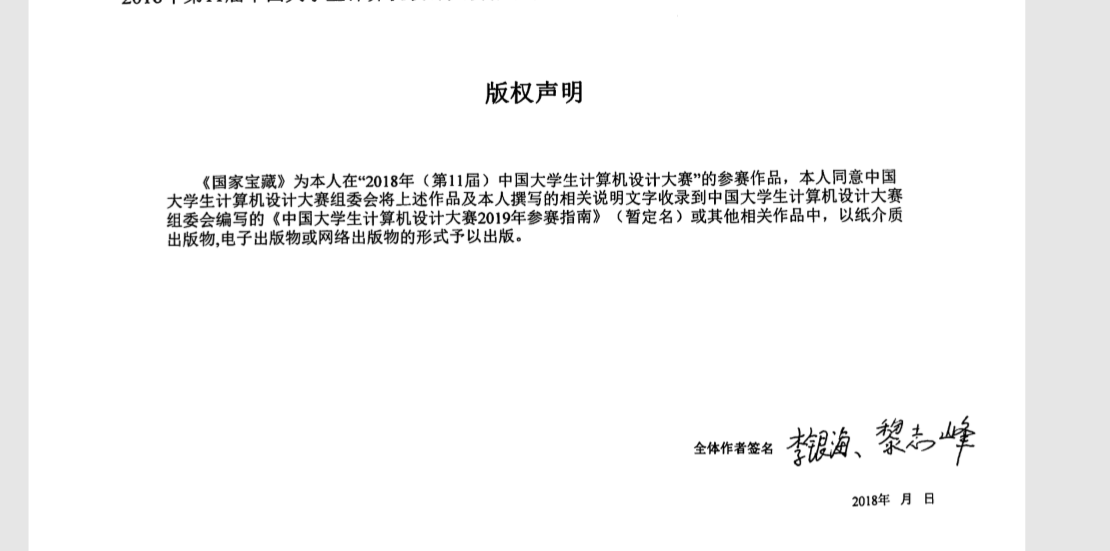 版权声明
《国家宝藏》为本人在“2018年（第11届）中国大学生计算机设计大赛”的参赛作品，本人同意中国
大学生计算机设计大赛组委会将上述作品及本人撰写的相关说明文字收录到中国大学生计算机设计大赛
组委会编写的《中国大学生计算机设计大赛2019年参赛指南》（暂定名）或其他相关作品中，以纸介质
出版物,电子出版物或网络出版物的形式予以出版。
全体作者签名 李银海、黎志峰
2018年 月 日